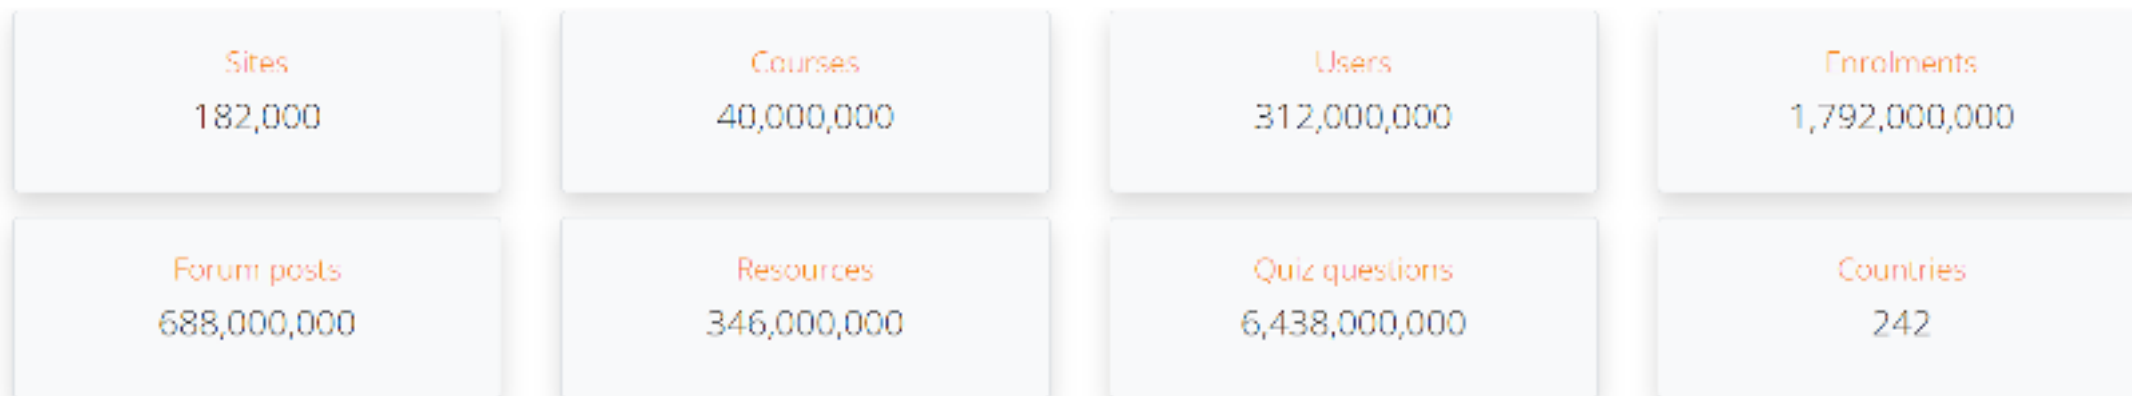 Sites
182,000
Courses
40,000,000
Users
312,000,000
Enrolments
1,792,000,000
Forum posts
688,000,000
Resources
346,000,000
Quiz questions
6,438,000,000
Countries
242